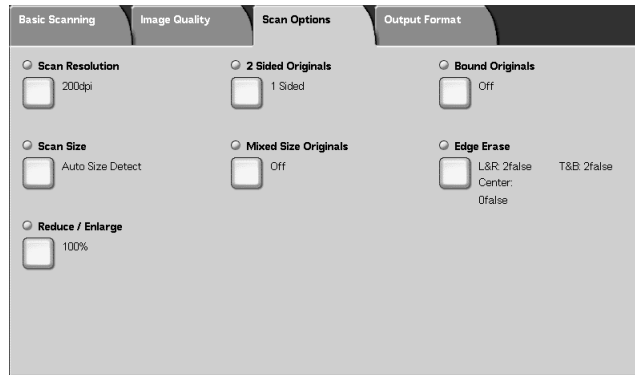 Basic Scanning
Image Quality
Scan Options
Output Format
Scan Resolution
200dpi
2 Sided Originals
1 Sided
Bound Originals
Off
Scan Size
Auto Size Detect
Mixed Size Originals
Off
Edge Erase
L&R: 2false T&B: 2false
Center:
0false
Reduce / Enlarge
100%